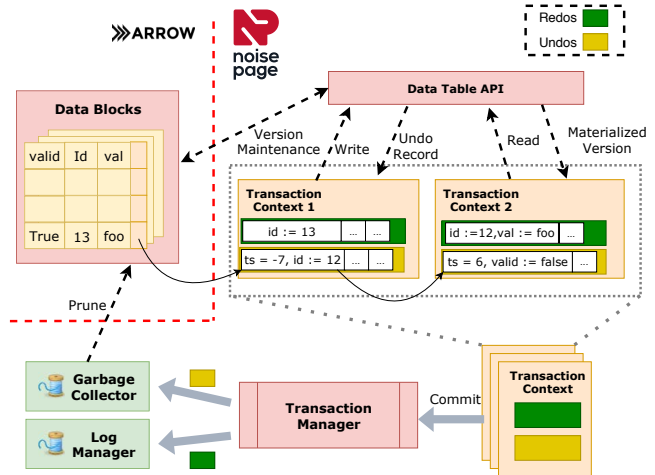 ARROW
noise
page
Redos
Undos
Data Blocks
valid Id val
True 13 foo
Data Table API
Version
Maintenance
Write
Undo
Record
Read
Materialized
Version
Transaction
Context 1
id := 13 ... ...
ts = -7, id := 12 ... ...
Transaction
Context 2
id :=12,val := foo ...
ts = 6, valid := false ...
Prune
Garbage
Collector
Log
Manager
Transaction
Manager
Commit
Transaction
Context